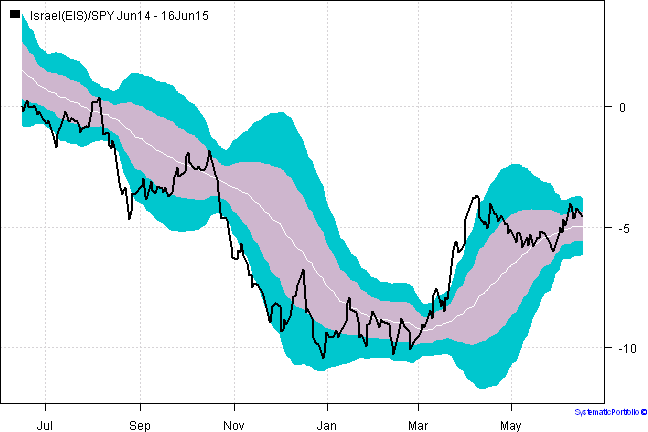 Israel(EIS)/SPY Jun14 - 16Jun15
0
-5
-10
Jul Sep Nov Jan Mar May
SystematicPortfolio ©